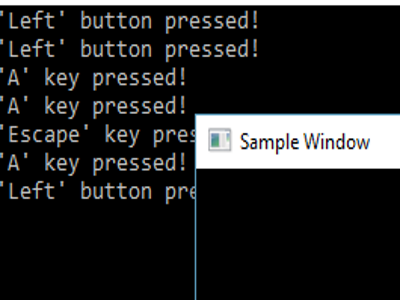 'Left' button pressed!
'Left' button pressed!
'A' key pressed!
'A' key pressed!
'Escape' key pres
'A' key pressed!
'Left' button pre
Sample Window